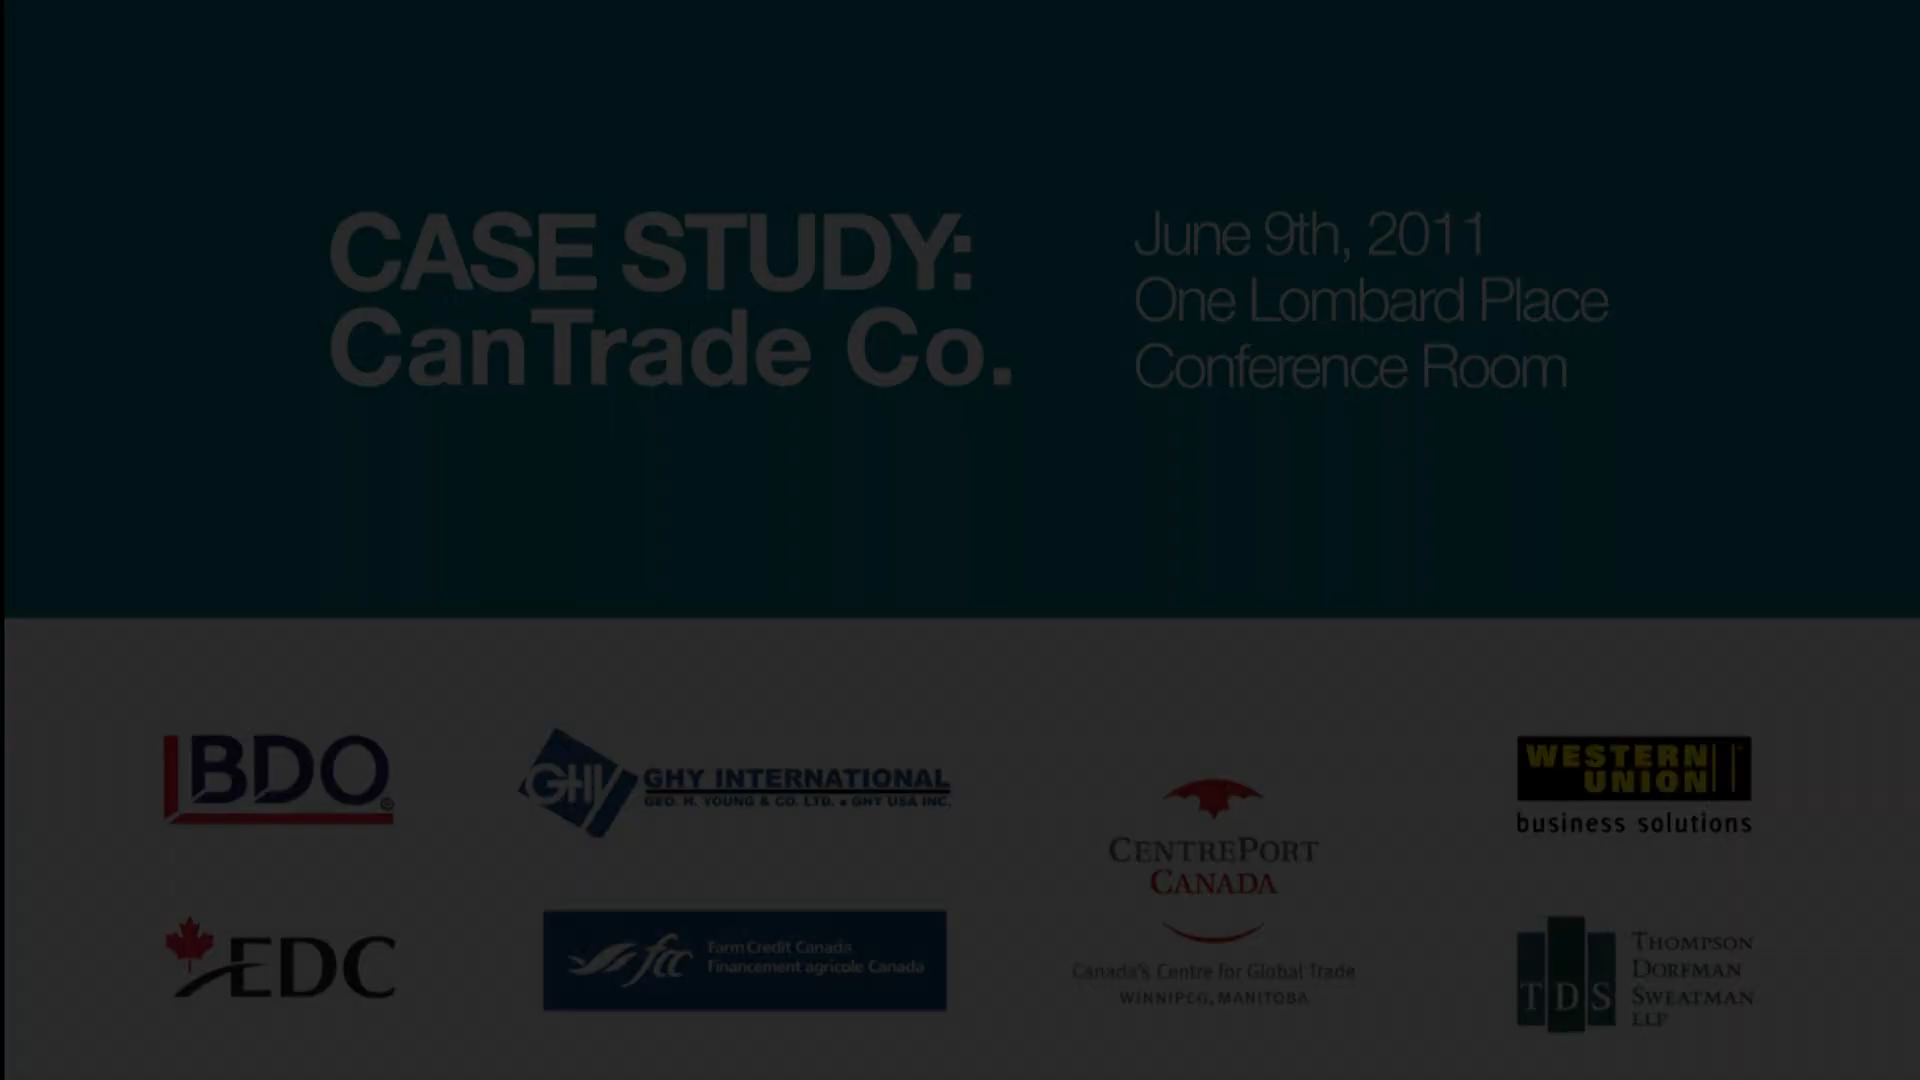 CASE STUDY:
CanTrade Co.
June 9th, 2011
One Lombard Place
Conference Room
BDO®
GHY
GHY INTERNATIONAL
GEO. H. YOUNG & CO. LTD. • GHY USA INC.
CENTREPORT
CANADA
Canada's Centre for Global Trade
WINNIPEG, MANITOBA
WESTERN
UNION
business solutions
EDC
fcc
Farm Credit Canada
Financement agricole Canada
TDS
THOMPSON
DORFMAN
SWEATMAN
LLP